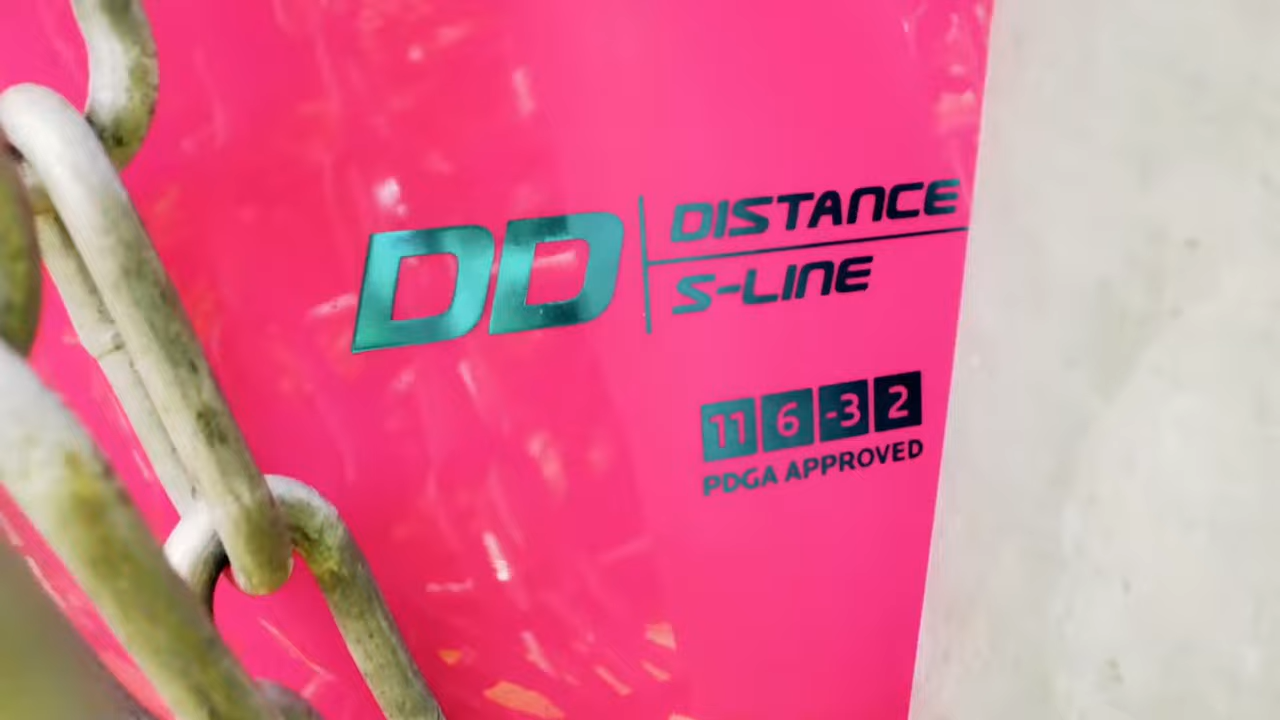 DD
DISTANCE
S-LINE
11 6 -3 2
PDGA APPROVED